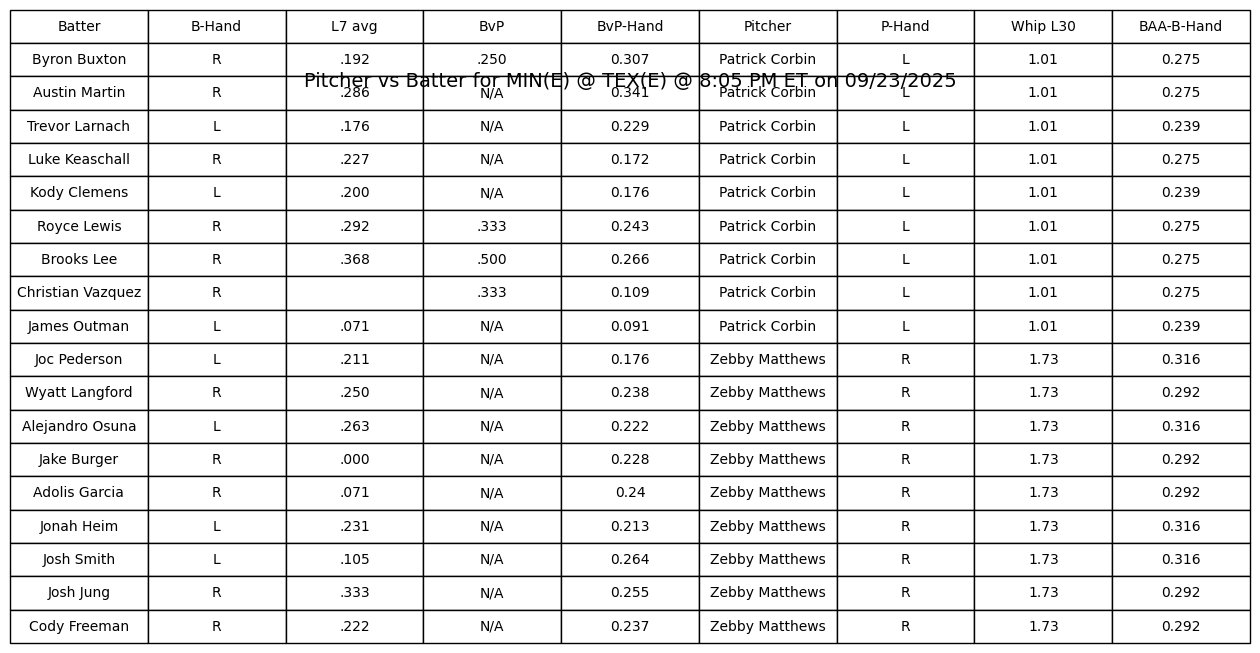 Batter B-Hand L7 avg BvP BvP-Hand Pitcher P-Hand Whip L30 BAA-B-Hand
Byron Buxton R .192 .250 0.307 Patrick Corbin L 1.01 0.275
Pitcher vs Batter for MIN(E) @ TEX(E) @ 8:05 PM ET on 09/23/2025
Austin Martin R .286 N/A 0.341 Patrick Corbin L 1.01 0.275
Trevor Larnach L .176 N/A 0.229 Patrick Corbin L 1.01 0.239
Luke Keaschall R .227 N/A 0.172 Patrick Corbin L 1.01 0.275
Kody Clemens L .200 N/A 0.176 Patrick Corbin L 1.01 0.239
Royce Lewis R .292 .333 0.243 Patrick Corbin L 1.01 0.275
Brooks Lee R .368 .500 0.266 Patrick Corbin L 1.01 0.275
Christian Vazquez R .333 0.109 Patrick Corbin L 1.01 0.275
James Outman L .071 N/A 0.091 Patrick Corbin L 1.01 0.239
Joc Pederson L .211 N/A 0.176 Zebby Matthews R 1.73 0.316
Wyatt Langford R .250 N/A 0.238 Zebby Matthews R 1.73 0.292
Alejandro Osuna L .263 N/A 0.222 Zebby Matthews R 1.73 0.316
Jake Burger R .000 N/A 0.228 Zebby Matthews R 1.73 0.292
Adolis Garcia R .071 N/A 0.24 Zebby Matthews R 1.73 0.292
Jonah Heim L .231 N/A 0.213 Zebby Matthews R 1.73 0.316
Josh Smith L .105 N/A 0.264 Zebby Matthews R 1.73 0.316
Josh Jung R .333 N/A 0.255 Zebby Matthews R 1.73 0.292
Cody Freeman R .222 N/A 0.237 Zebby Matthews R 1.73 0.292